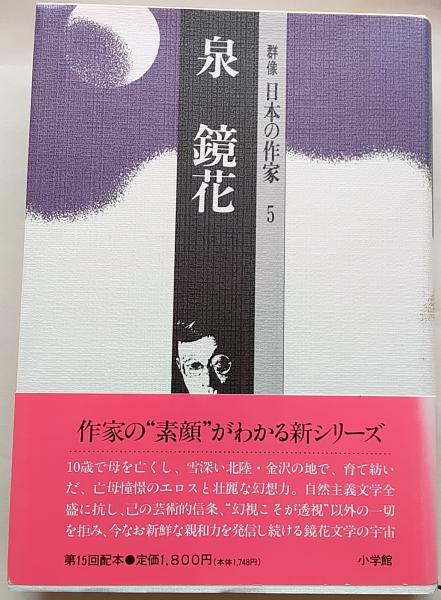 群像 日本の作家 5
泉 鏡花
作家の“素顔”がわかる新シリーズ
10歳で母を亡くし、雪深い北陸・金沢の地で、育て紡い
だ、亡母憧憬のエロスと壮麗な幻想力。自然主義文学全
盛に抗し、己の芸術的信条、“幻視こそが透視”以外の一切
を拒み、今なお新鮮な親和力を発信し続ける鏡花文学の宇宙
第15回配本●定価1,800円(本体1,748円)
小学館